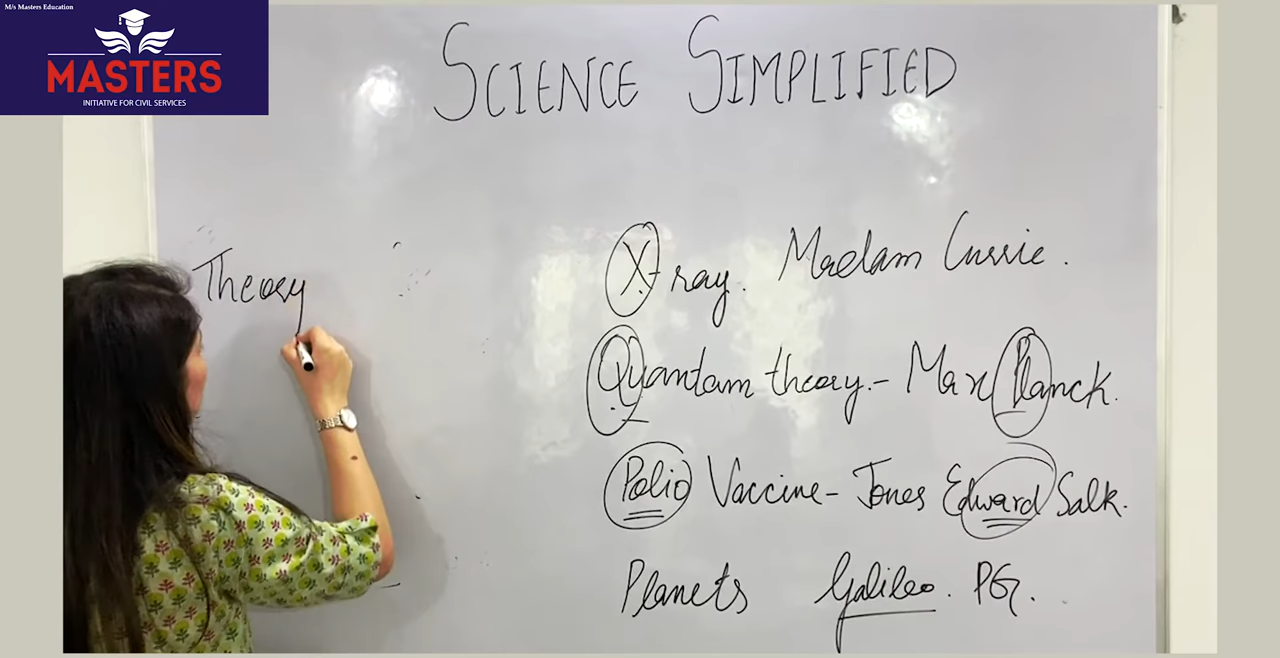 M/s Masters Education
MASTERS
INITIATIVE FOR CIVIL SERVICES
SCIENCE SIMPLIFIED
Theory
X-ray. Madam Currie.
Quantam theory.- Max Planck.
Polio Vaccine- Jones Edward Salk.
Planets Galileo. PG.